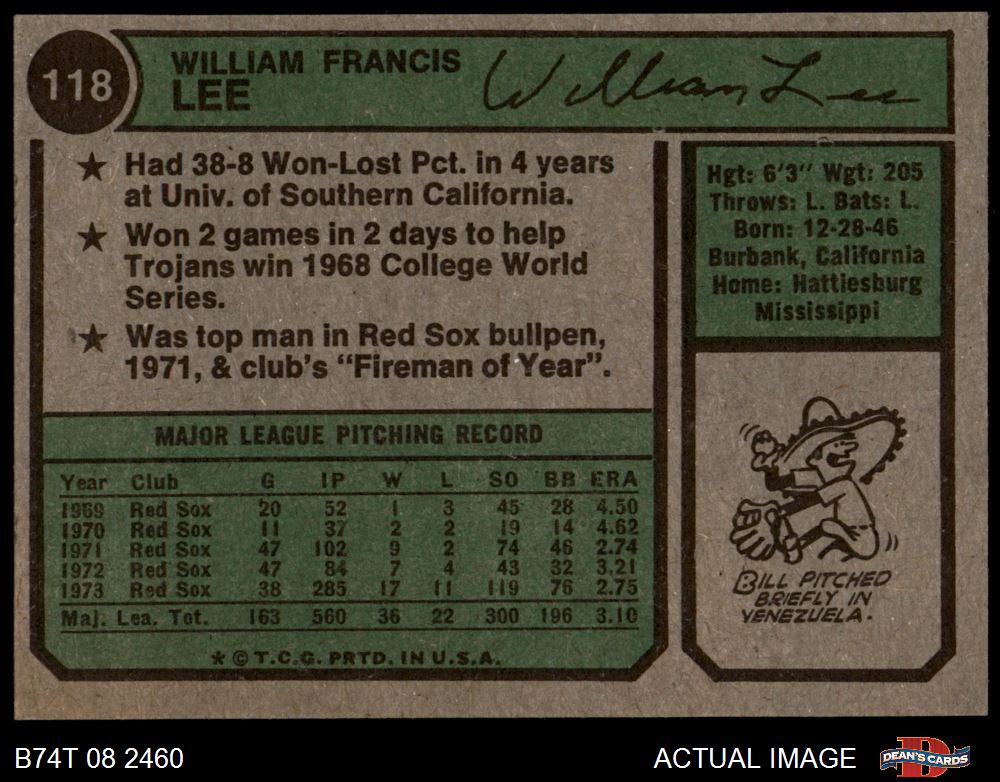 118
WILLIAM FRANCIS
LEE
William Lee
★ Had 38-8 Won-Lost Pct. in 4 years
at Univ. of Southern California.
★ Won 2 games in 2 days to help
Trojans win 1968 College World
Series.
★ Was top man in Red Sox bullpen,
1971, & club's “Fireman of Year”.
Hgt: 6'3" Wgt: 205
Throws: L. Bats: L.
Born: 12-28-46
Burbank, California
Home: Hattiesburg
Mississippi
MAJOR LEAGUE PITCHING RECORD
Year Club G IP W L SO BB ERA
1969 Red Sox 20 52 1 3 45 28 4.50
1970 Red Sox 11 37 2 2 19 14 4.62
1971 Red Sox 47 102 9 2 74 46 2.74
1972 Red Sox 47 84 7 4 43 32 3.21
1973 Red Sox 38 285 17 11 119 76 2.75
Maj. Lea. Tot. 163 560 36 22 300 196 3.10
* © T.C.G. PRTD. IN U.S.A.
BILL PITCHED
BRIEFLY IN
VENEZUELA.
B74T 08 2460
ACTUAL IMAGE
D
DEAN'S CARDS